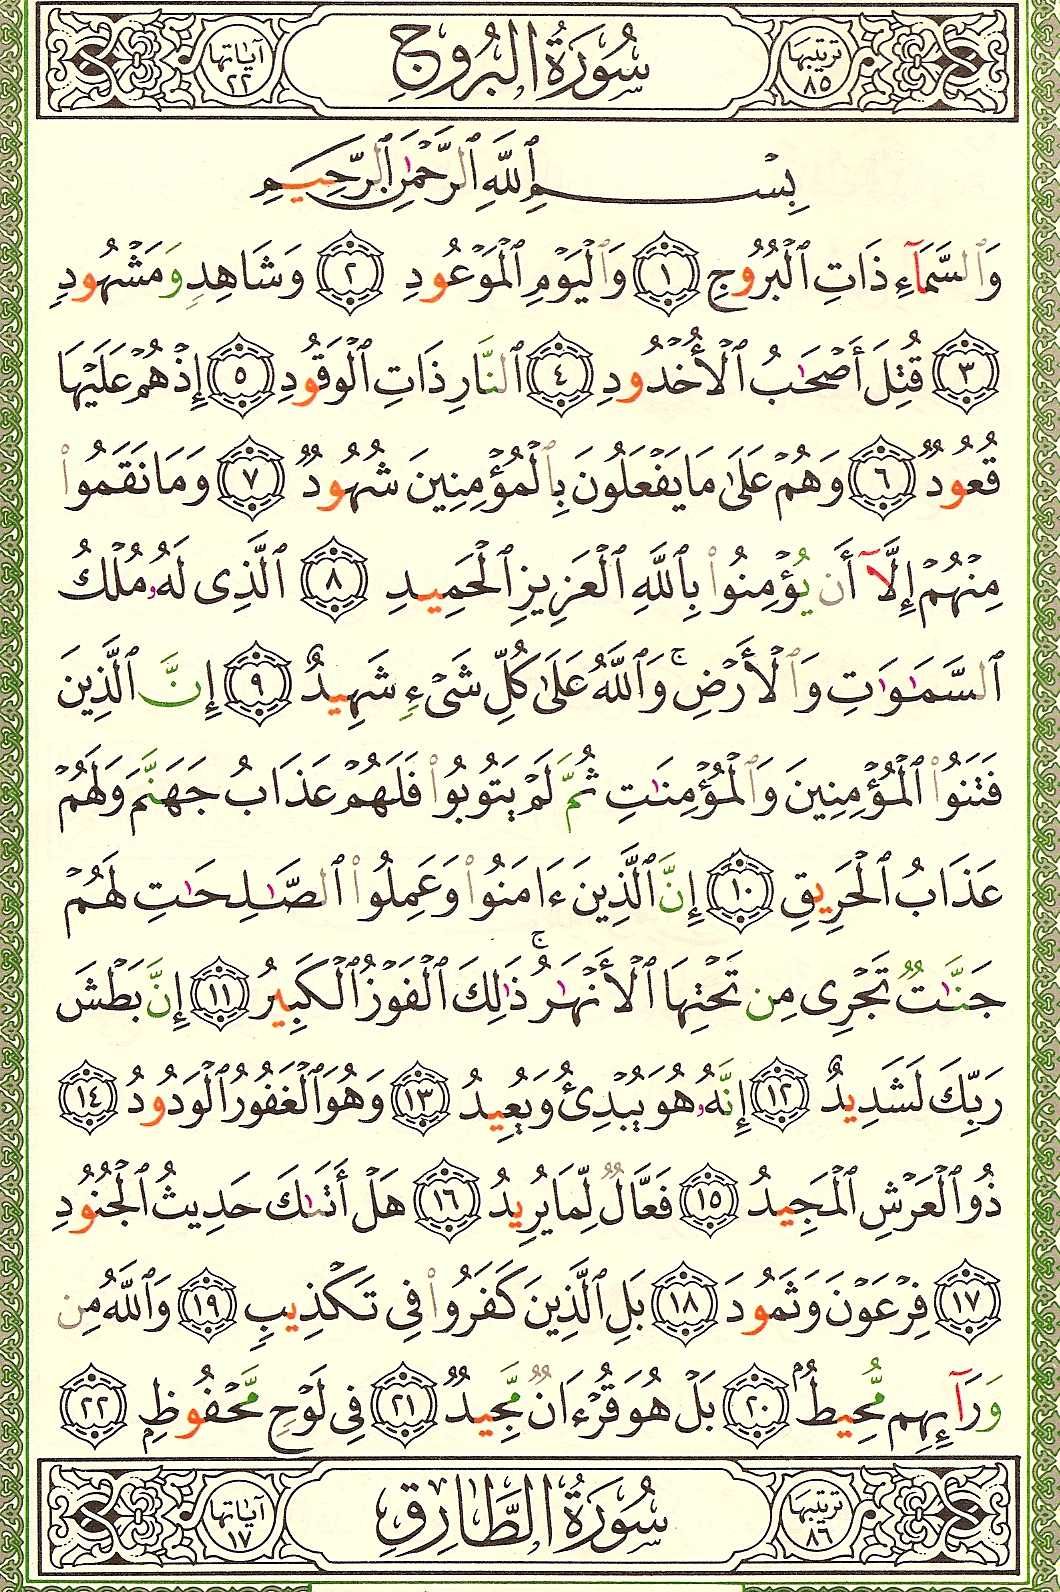 ترتيبها ٨٥ سُورَةُ البُرُوجِ آياتها ٢٢
بِسْمِ ٱللَّهِ ٱلرَّحْمَٰنِ ٱلرَّحِيمِ
وَٱلسَّمَآءِ ذَاتِ ٱلْبُرُوجِ ١ وَٱلْيَوْمِ ٱلْمَوْعُودِ ٢ وَشَاهِدٍ وَمَشْهُودٍ
٣ قُتِلَ أَصْحَٰبُ ٱلْأُخْدُودِ ٤ ٱلنَّارِ ذَاتِ ٱلْوَقُودِ ٥ إِذْ هُمْ عَلَيْهَا
قُعُودٌ ٦ وَهُمْ عَلَىٰ مَا يَفْعَلُونَ بِٱلْمُؤْمِنِينَ شُهُودٌ ٧ وَمَا نَقَمُوا۟
مِنْهُمْ إِلَّآ أَن يُؤْمِنُوا۟ بِٱللَّهِ ٱلْعَزِيزِ ٱلْحَمِيدِ ٨ ٱلَّذِى لَهُۥ مُلْكُ
ٱلسَّمَٰوَٰتِ وَٱلْأَرْضِ ۚ وَٱللَّهُ عَلَىٰ كُلِّ شَىْءٍ شَهِيدٌ ٩ إِنَّ ٱلَّذِينَ
فَتَنُوا۟ ٱلْمُؤْمِنِينَ وَٱلْمُؤْمِنَٰتِ ثُمَّ لَمْ يَتُوبُوا۟ فَلَهُمْ عَذَابُ جَهَنَّمَ وَلَهُمْ
عَذَابُ ٱلْحَرِيقِ ١٠ إِنَّ ٱلَّذِينَ ءَامَنُوا۟ وَعَمِلُوا۟ ٱلصَّٰلِحَٰتِ لَهُمْ
جَنَّٰتٌ تَجْرِى مِن تَحْتِهَا ٱلْأَنْهَٰرُ ۚ ذَٰلِكَ ٱلْفَوْزُ ٱلْكَبِيرُ ١١ إِنَّ بَطْشَ
رَبِّكَ لَشَدِيدٌ ١٢ إِنَّهُۥ هُوَ يُبْدِئُ وَيُعِيدُ ١٣ وَهُوَ ٱلْغَفُورُ ٱلْوَدُودُ ١٤
ذُو ٱلْعَرْشِ ٱلْمَجِيدُ ١٥ فَعَّالٌ لِّمَا يُرِيدُ ١٦ هَلْ أَتَىٰكَ حَدِيثُ ٱلْجُنُودِ
١٧ فِرْعَوْنَ وَثَمُودَ ١٨ بَلِ ٱلَّذِينَ كَفَرُوا۟ فِى تَكْذِيبٍ ١٩ وَٱللَّهُ مِن
وَرَآئِهِم مُّحِيطٌۢ ٢٠ بَلْ هُوَ قُرْءَانٌ مَّجِيدٌ ٢١ فِى لَوْحٍ مَّحْفُوظٍۭ ٢٢
ترتيبها ٨٦ سُورَةُ الطَّارِقِ آياتها ١٧